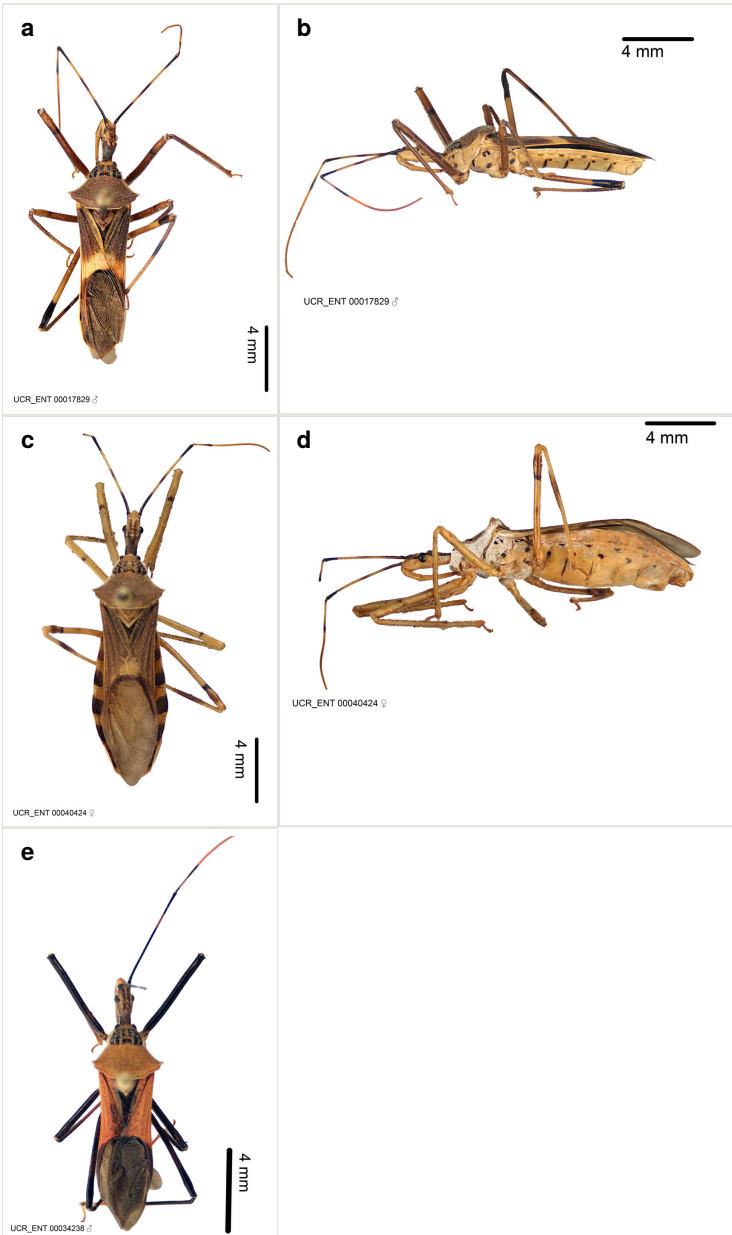 a
b
4 mm
UCR_ENT 00017829 ♂
4 mm
UCR_ENT 00017829 ♂
c
d
4 mm
UCR_ENT 00040424 ♀
4 mm
UCR_ENT 00040424 ♀
e
4 mm
UCR_ENT 00034238 ♂